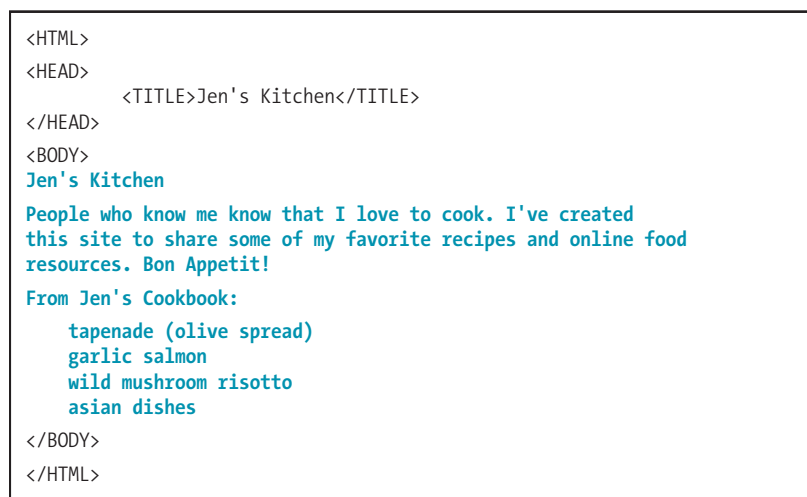 <HTML>
<HEAD>
<TITLE>Jen's Kitchen</TITLE>
</HEAD>
<BODY>
Jen's Kitchen
People who know me know that I love to cook. I've created
this site to share some of my favorite recipes and online food
resources. Bon Appetit!
From Jen's Cookbook:
tapenade (olive spread)
garlic salmon
wild mushroom risotto
asian dishes
</BODY>
</HTML>